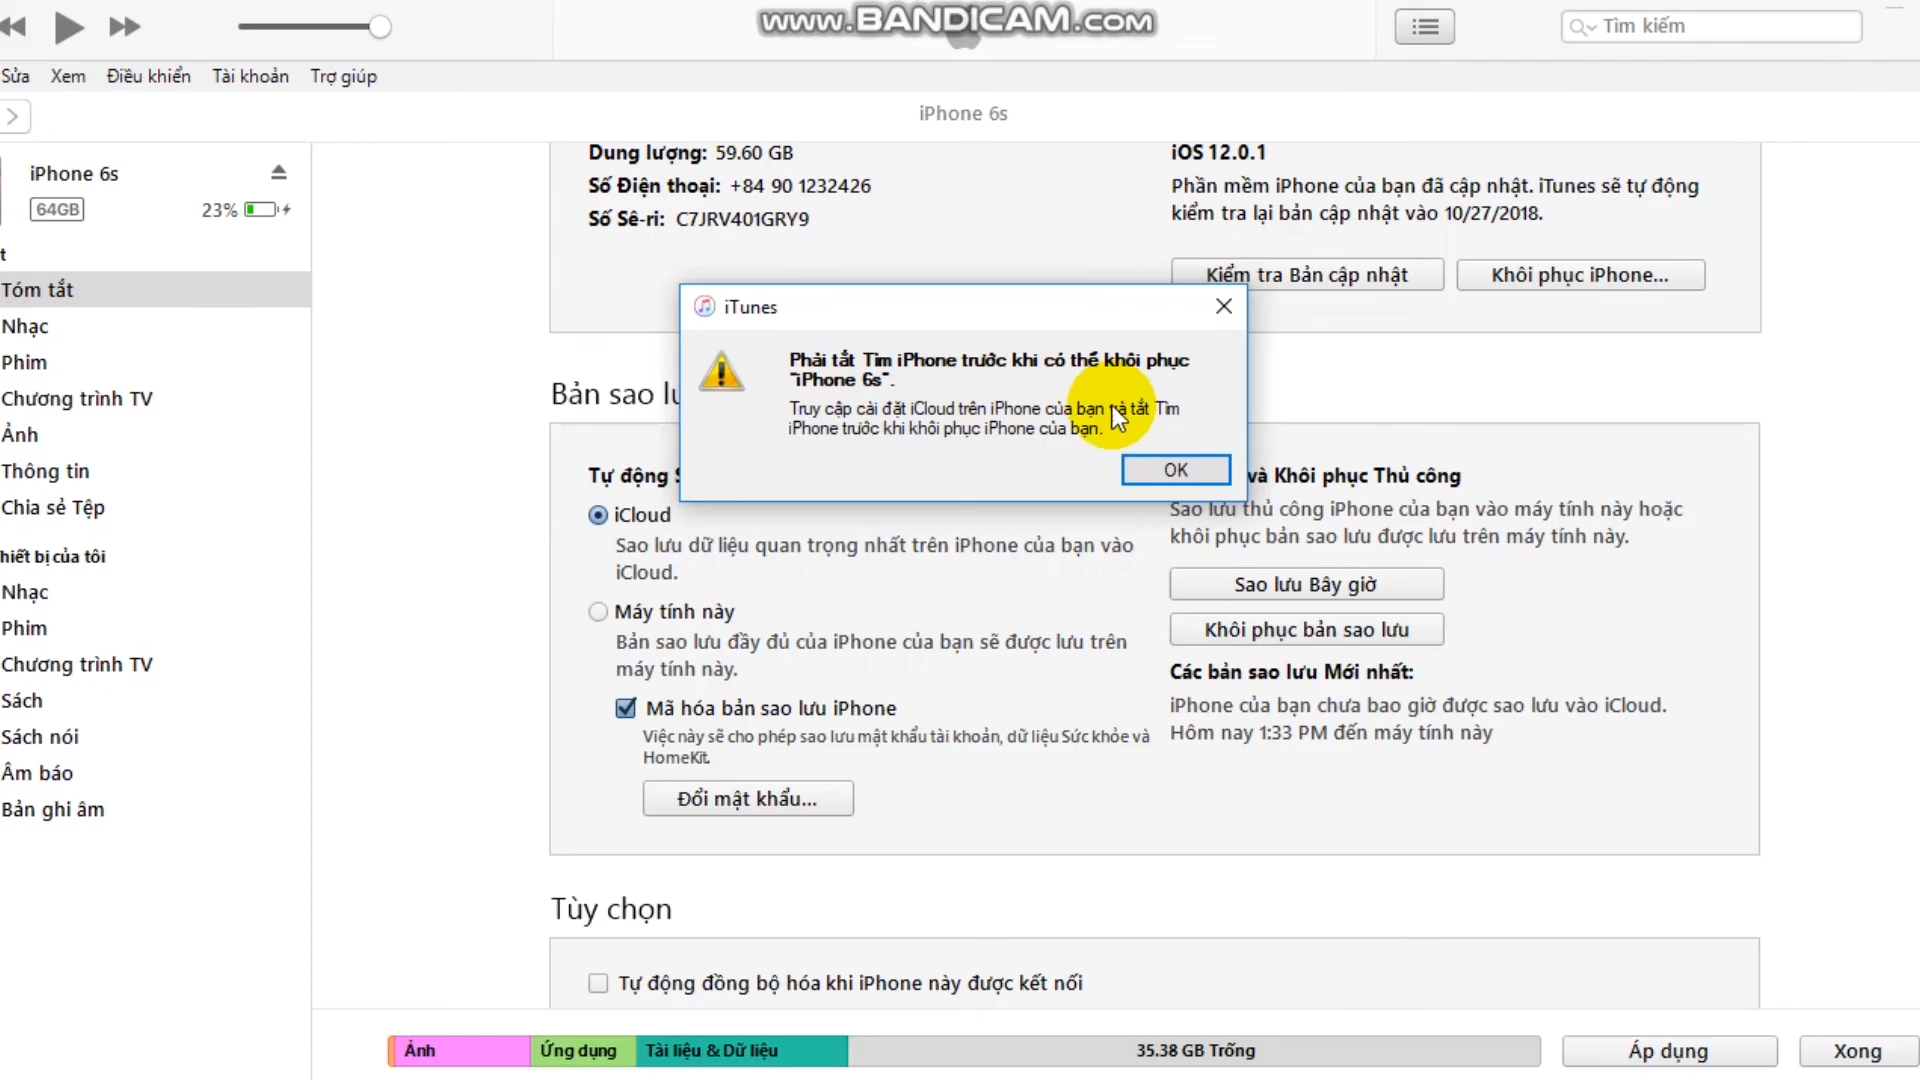 www.BANDICAM.com
Tìm kiếm
Sửa Xem Điều khiển Tài khoản Trợ giúp
iPhone 6s
iPhone 6s
64GB
23%
t
Tóm tắt
Nhạc
Phim
Chương trình TV
Ảnh
Thông tin
Chia sẻ Tệp
hiết bị của tôi
Nhạc
Phim
Chương trình TV
Sách
Sách nói
Âm báo
Bản ghi âm
Dung lượng: 59.60 GB
Số Điện thoại: +84 90 1232426
Số Sê-ri: C7JRV401GRY9
iOS 12.0.1
Phần mềm iPhone của bạn đã cập nhật. iTunes sẽ tự động
kiểm tra lại bản cập nhật vào 10/27/2018.
Kiểm tra Bản cập nhật
Khôi phục iPhone...
iTunes
Phải tắt Tìm iPhone trước khi có thể khôi phục
"iPhone 6s".
Truy cập cài đặt iCloud trên iPhone của bạn và tắt Tìm
iPhone trước khi khôi phục iPhone của bạn.
OK
Bản sao lư
Tự động S
iCloud
Sao lưu dữ liệu quan trọng nhất trên iPhone của bạn vào
iCloud.
Máy tính này
Bản sao lưu đầy đủ của iPhone của bạn sẽ được lưu trên
máy tính này.
Mã hóa bản sao lưu iPhone
Việc này sẽ cho phép sao lưu mật khẩu tài khoản, dữ liệu Sức khỏe và
HomeKit.
Đổi mật khẩu...
và Khôi phục Thủ công
Sao lưu thủ công iPhone của bạn vào máy tính này hoặc
khôi phục bản sao lưu được lưu trên máy tính này.
Sao lưu Bây giờ
Khôi phục bản sao lưu
Các bản sao lưu Mới nhất:
iPhone của bạn chưa bao giờ được sao lưu vào iCloud.
Hôm nay 1:33 PM đến máy tính này
Tùy chọn
Tự động đồng bộ hóa khi iPhone này được kết nối
Ảnh
Ứng dụng
Tài liệu & Dữ liệu
35.38 GB Trống
Áp dụng
Xong